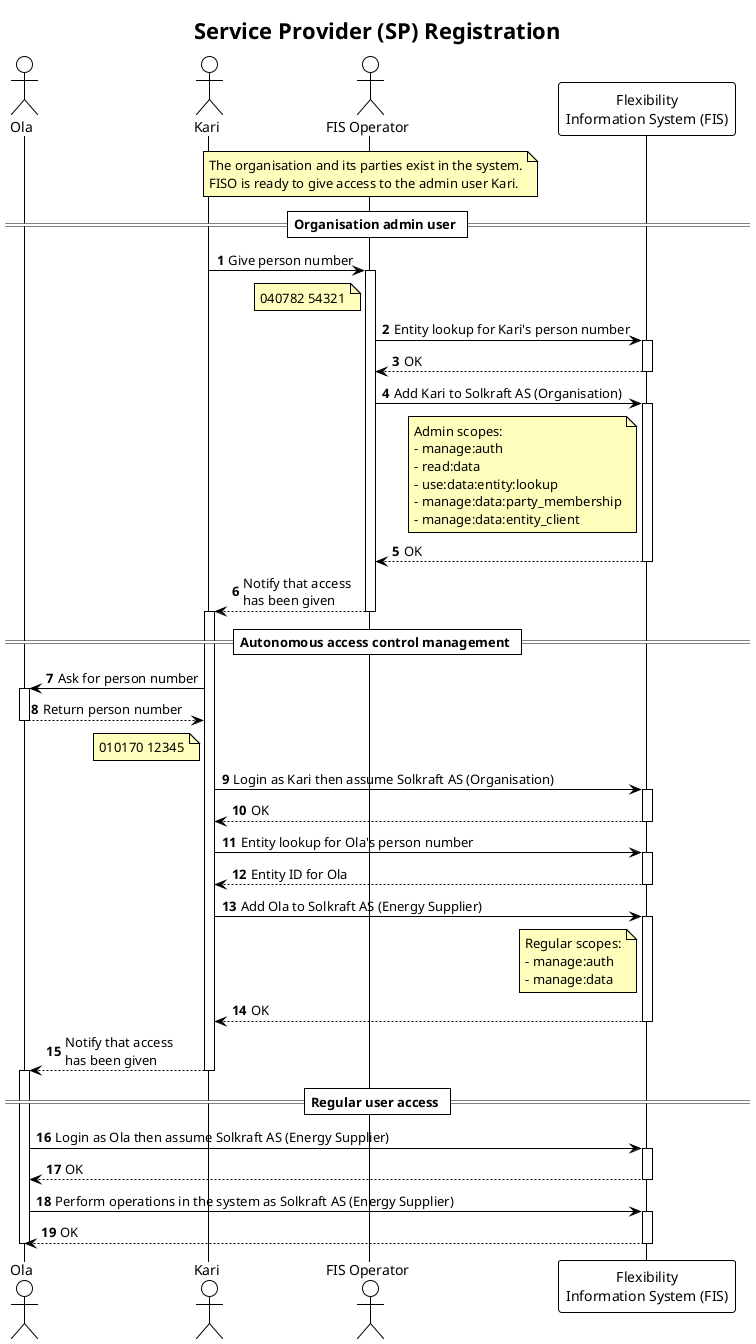 Service Provider (SP) Registration
Ola
Kari
FIS Operator
Flexibility
Information System (FIS)
The organisation and its parties exist in the system.
FISO is ready to give access to the admin user Kari.
Organisation admin user
1 Give person number
040782 54321
2 Entity lookup for Kari's person number
3 OK
4 Add Kari to Solkraft AS (Organisation)
Admin scopes:
- manage:auth
- read:data
- use:data:entity:lookup
- manage:data:party_membership
- manage:data:entity_client
5 OK
6 Notify that access
has been given
Autonomous access control management
7 Ask for person number
8 Return person number
010170 12345
9 Login as Kari then assume Solkraft AS (Organisation)
10 OK
11 Entity lookup for Ola's person number
12 Entity ID for Ola
13 Add Ola to Solkraft AS (Energy Supplier)
Regular scopes:
- manage:auth
- manage:data
14 OK
15 Notify that access
has been given
Regular user access
16 Login as Ola then assume Solkraft AS (Energy Supplier)
17 OK
18 Perform operations in the system as Solkraft AS (Energy Supplier)
19 OK
Ola
Kari
FIS Operator
Flexibility
Information System (FIS)